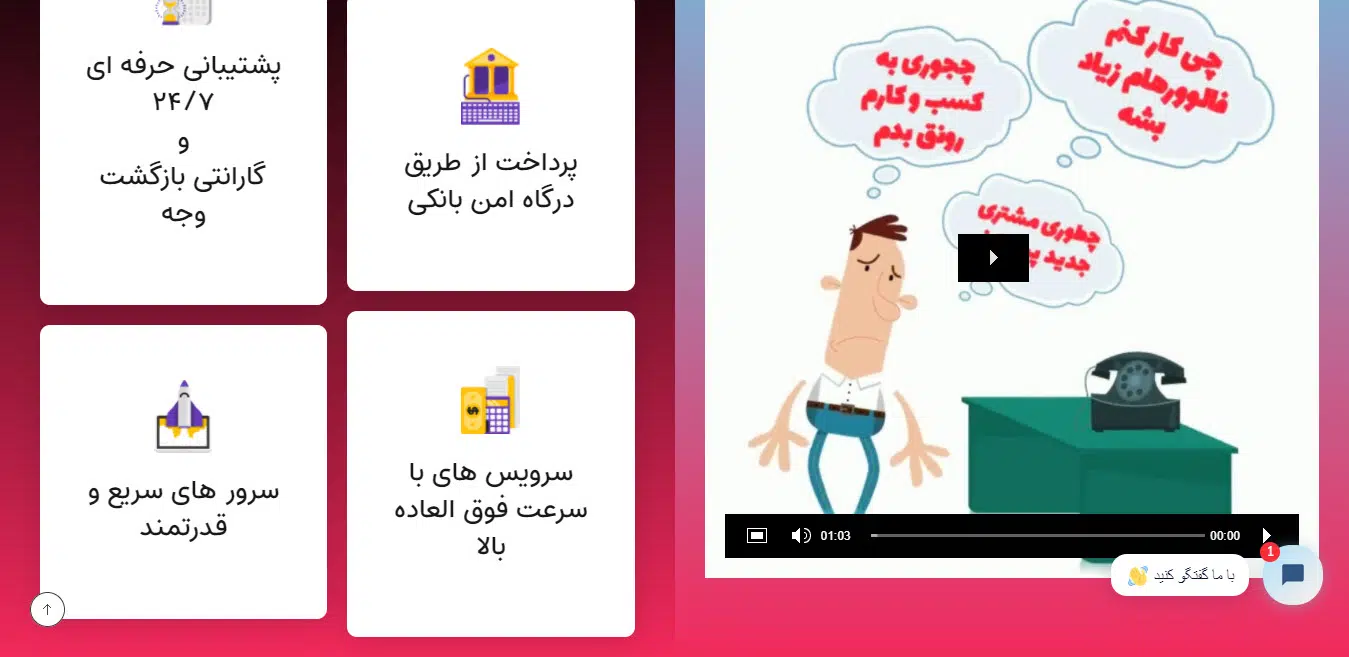 چی کار کنم
فالوورهام زیاد
بشه
چجوری به
کسب و کارم
رونق بدم
چطوری مشتری
جدید
01:03
00:00
1
با ما گفتگو کنید 👋
پرداخت از طریق
درگاه امن بانکی
پشتیبانی حرفه ای
۲۴/۷
و
گارانتی بازگشت
وجه
سرویس های با
سرعت فوق العاده
بالا
سرور های سریع و
قدرتمند